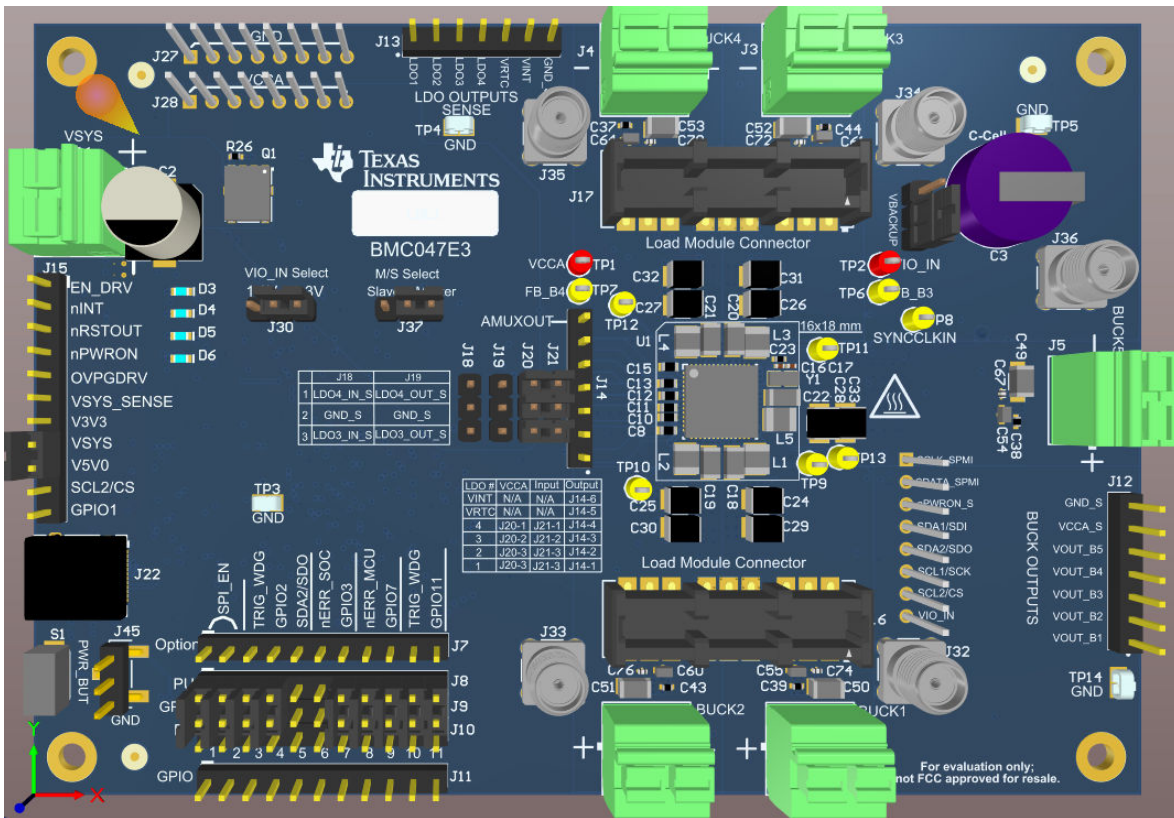 GND
J27
VCCA
J28
J13
LDO1
LDO2
LDO3
LDO4
VRTC
VINT
GND
LDO OUTPUTS
SENSE
TP4
GND
J4
BUCK4
J3
J34
J35
J17
C37
C53
C52
C44
C72
GND
TP5
C-Cell
C3
VBACKUP
J36
VSYS
C2
R26
Q1
TEXAS
INSTRUMENTS
BMC047E3
Load Module Connector
VCCA TP1
FB_B4 TP7
TP12
TP2
TP6
SYNCCLKIN
J15
EN_DRV
nINT
nRSTOUT
nPWRON
OVPGDRV
VSYS_SENSE
V3V3
VSYS
V5V0
SCL2/CS
GPIO1
D3
D4
D5
D6
VIO_IN Select
J30
M/S Select
J37
AMUXOUT
J18
J19
J20
J21
J14
J18 J19
1 LDO4_IN_S LDO4_OUT_S
2 GND_S GND_S
3 LDO3_IN_S LDO3_OUT_S
C32
C31
C27
C21
C20
C26
U1
L4
L3
16x18 mm
C23
TP11
C16 C17
Y1
C15
C13
C12
C11
C10
C8
C22
C28
C33
L5
L2
L1
TP13
TP9
TP10
C25
C19
C18
C24
C30
C29
LDO # VCCA Input Output
VINT N/A N/A J14-6
VRTC N/A N/A J14-5
4 J20-1 J21-1 J14-4
3 J20-2 J21-2 J14-3
2 J20-3 J21-3 J14-2
1 J20-3 J21-3 J14-1
J5
C49
C67
C54
C38
TP3
GND
J22
SDA1/SDI
SDA2/SDO
SCL1/SCK
SCL2/CS
VIO_IN
BUCK OUTPUTS
J12
GND_S
VCCA_S
VOUT_B5
VOUT_B4
VOUT_B3
VOUT_B2
VOUT_B1
TP14
GND
Load Module Connector
SPI_EN
TRIG_WDG
GPIO2
SDA2/SDO
nERR_SOC
GPIO3
nERR_MCU
GPIO7
TRIG_WDG
GPIO11
S1
PWR_BUT
J45
GND
J7
J8
J9
J10
1 2 3 4 5 6 7 8 9 10 11
GPIO
J11
J33
J32
C76
C60
C51
C43
C55
C74
C39
C50
BUCK2
BUCK1
For evaluation only;
not FCC approved for resale.
Y
X